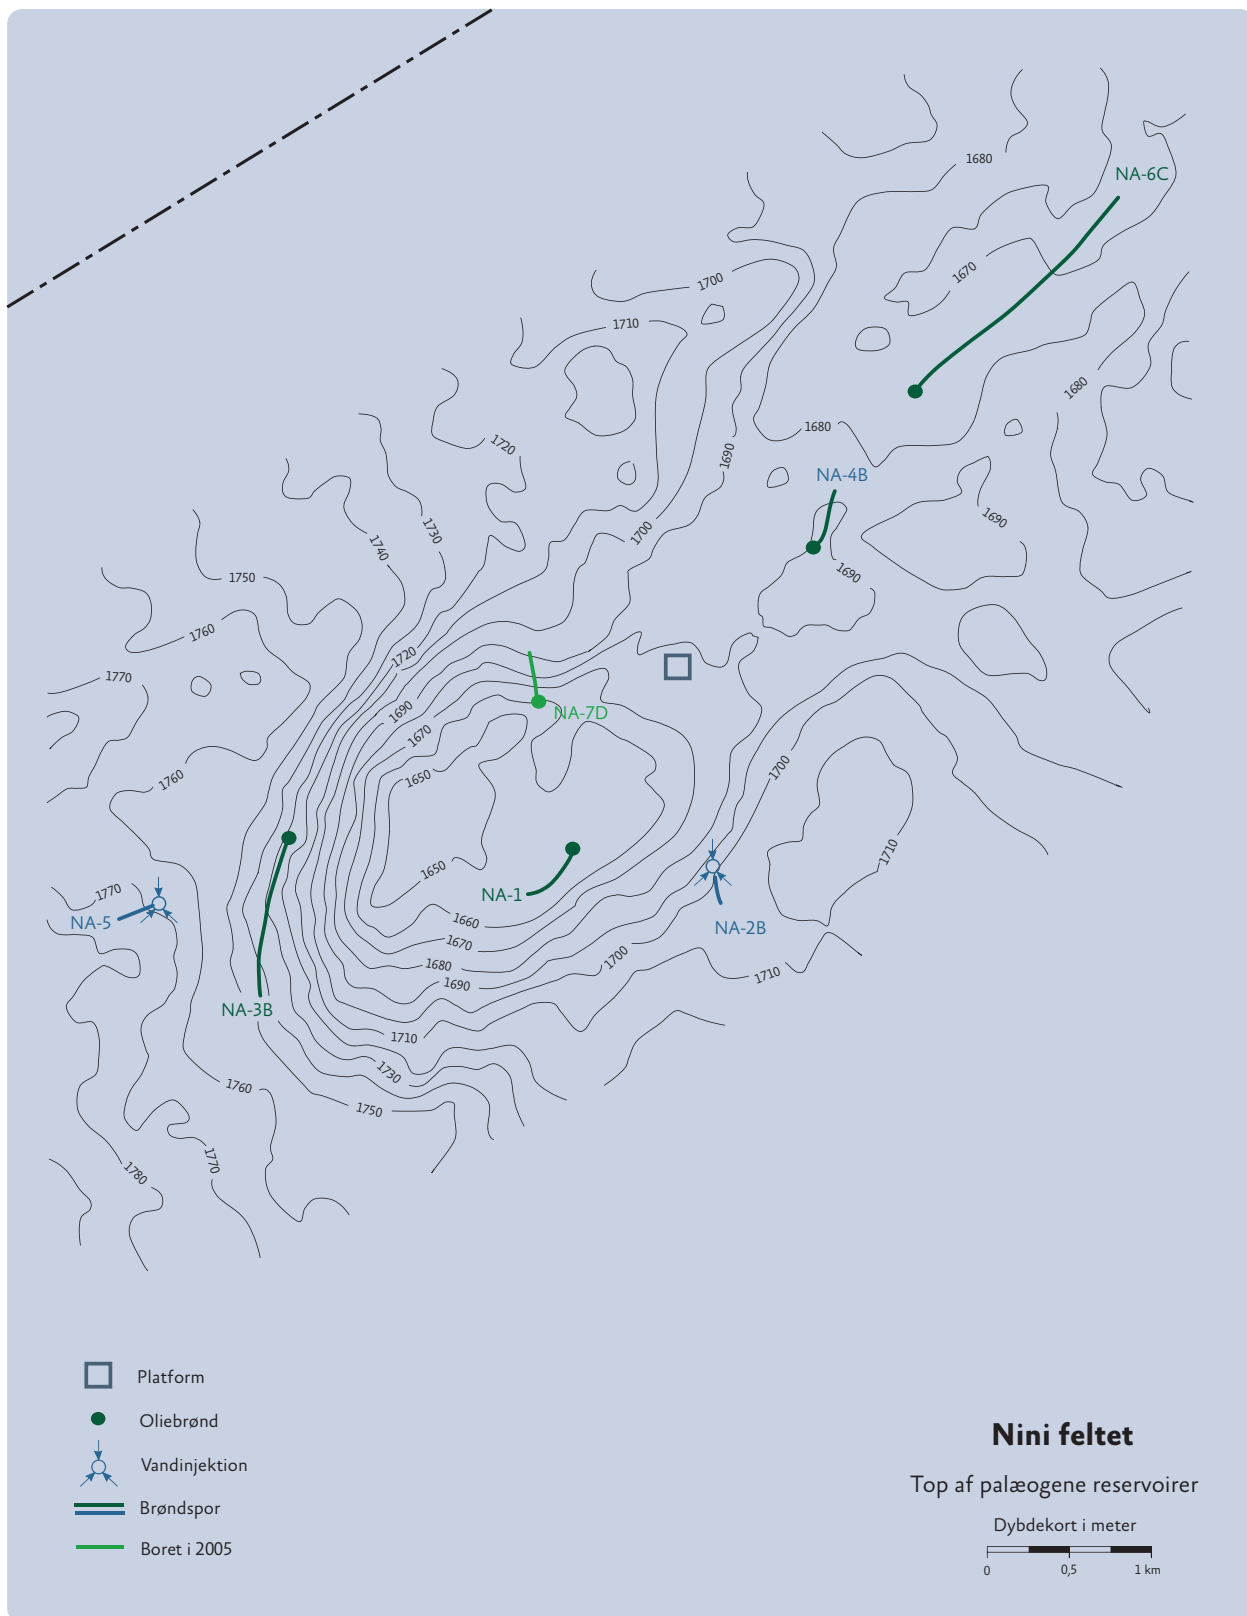 1680
NA-6C
1670
1700
1710
1680
1680
1720
1690
NA-4B
1690
1730
1740
1700
1690
1750
1760
1720
1770
1690
NA-7D
1670
1760
1650
1700
1710
1650
1770
NA-5
NA-1
1660
NA-2B
1670
1700
1680
1690
1710
NA-3B
1710
1730
1760
1750
1770
1780
Platform
Oliebrønd
Vandinjektion
Brøndspor
Boret i 2005
Nini feltet
Top af palæogene reservoirer
Dybdekort i meter
0 0,5 1 km